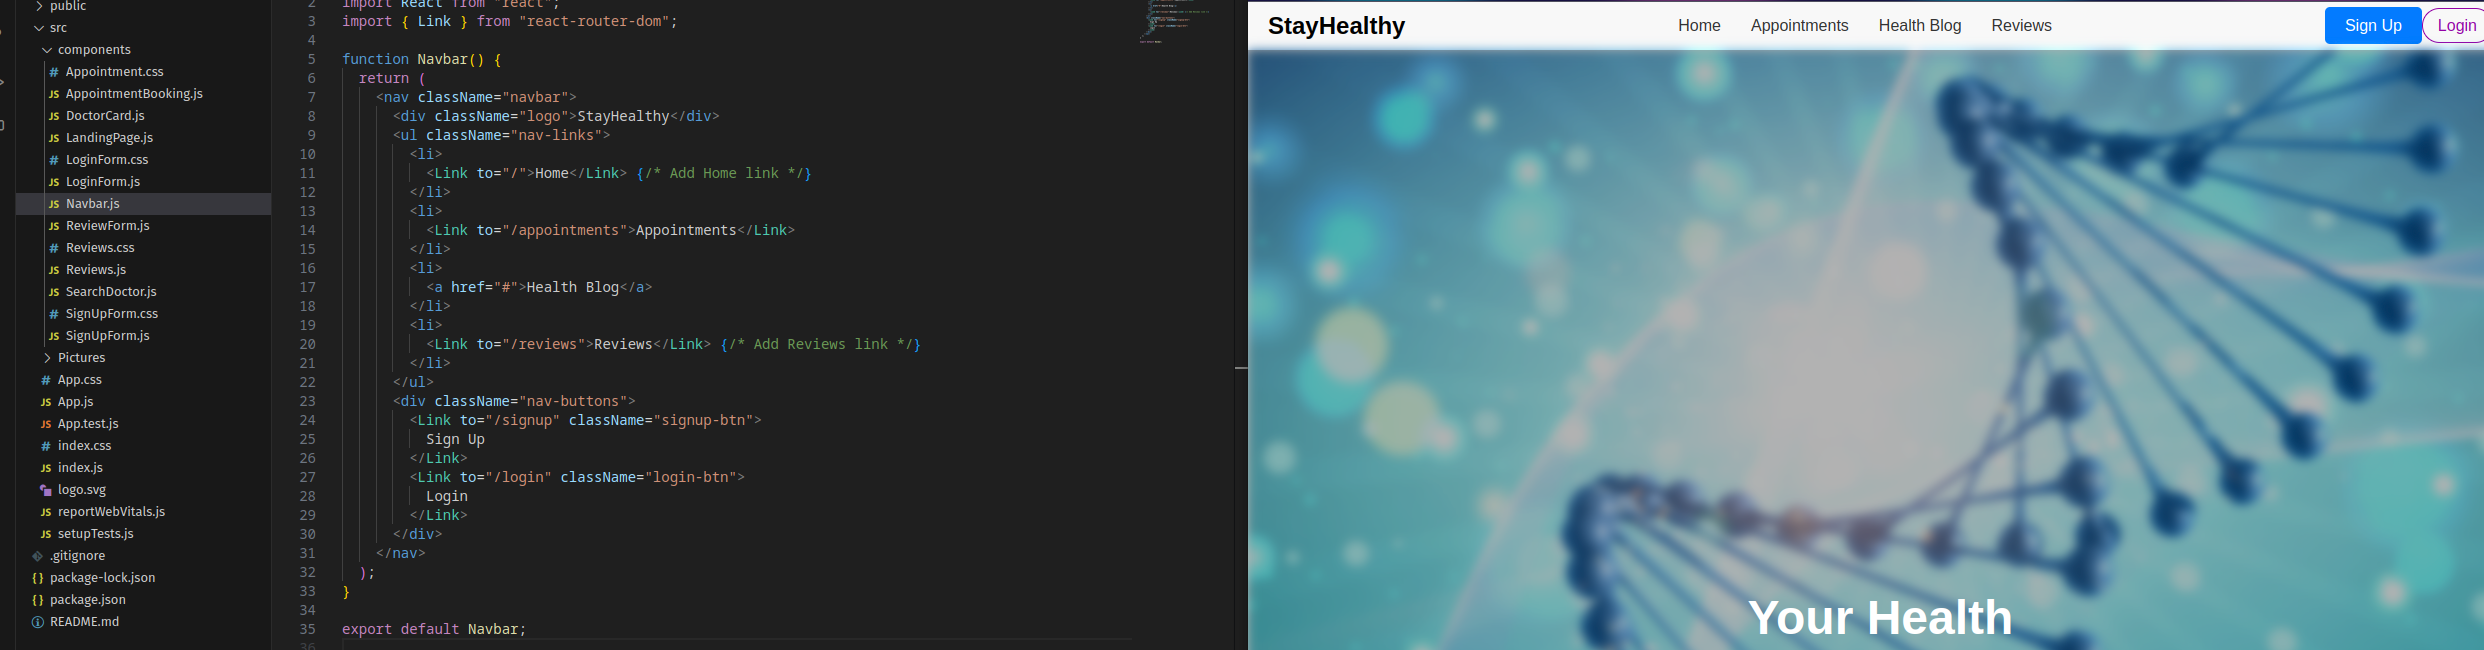 public
src
components
Appointment.css
AppointmentBooking.js
DoctorCard.js
LandingPage.js
LoginForm.css
LoginForm.js
Navbar.js
ReviewForm.js
Reviews.css
Reviews.js
SearchDoctor.js
SignUpForm.css
SignUpForm.js
Pictures
App.css
App.js
App.test.js
index.css
index.js
logo.svg
reportWebVitals.js
setupTests.js
.gitignore
package-lock.json
package.json
README.md
2 import React from "react";
3 import { Link } from "react-router-dom";
4
5 function Navbar() {
6 return (
7 <nav className="navbar">
8 <div className="logo">StayHealthy</div>
9 <ul className="nav-links">
10 <li>
11 <Link to="/">Home</Link> {/* Add Home link */}
12 </li>
13 <li>
14 <Link to="/appointments">Appointments</Link>
15 </li>
16 <li>
17 <a href="#">Health Blog</a>
18 </li>
19 <li>
20 <Link to="/reviews">Reviews</Link> {/* Add Reviews link */}
21 </li>
22 </ul>
23 <div className="nav-buttons">
24 <Link to="/signup" className="signup-btn">
25 Sign Up
26 </Link>
27 <Link to="/login" className="login-btn">
28 Login
29 </Link>
30 </div>
31 </nav>
32 );
33 }
34
35 export default Navbar;
36
StayHealthy Home Appointments Health Blog Reviews Sign Up Login
Your Health